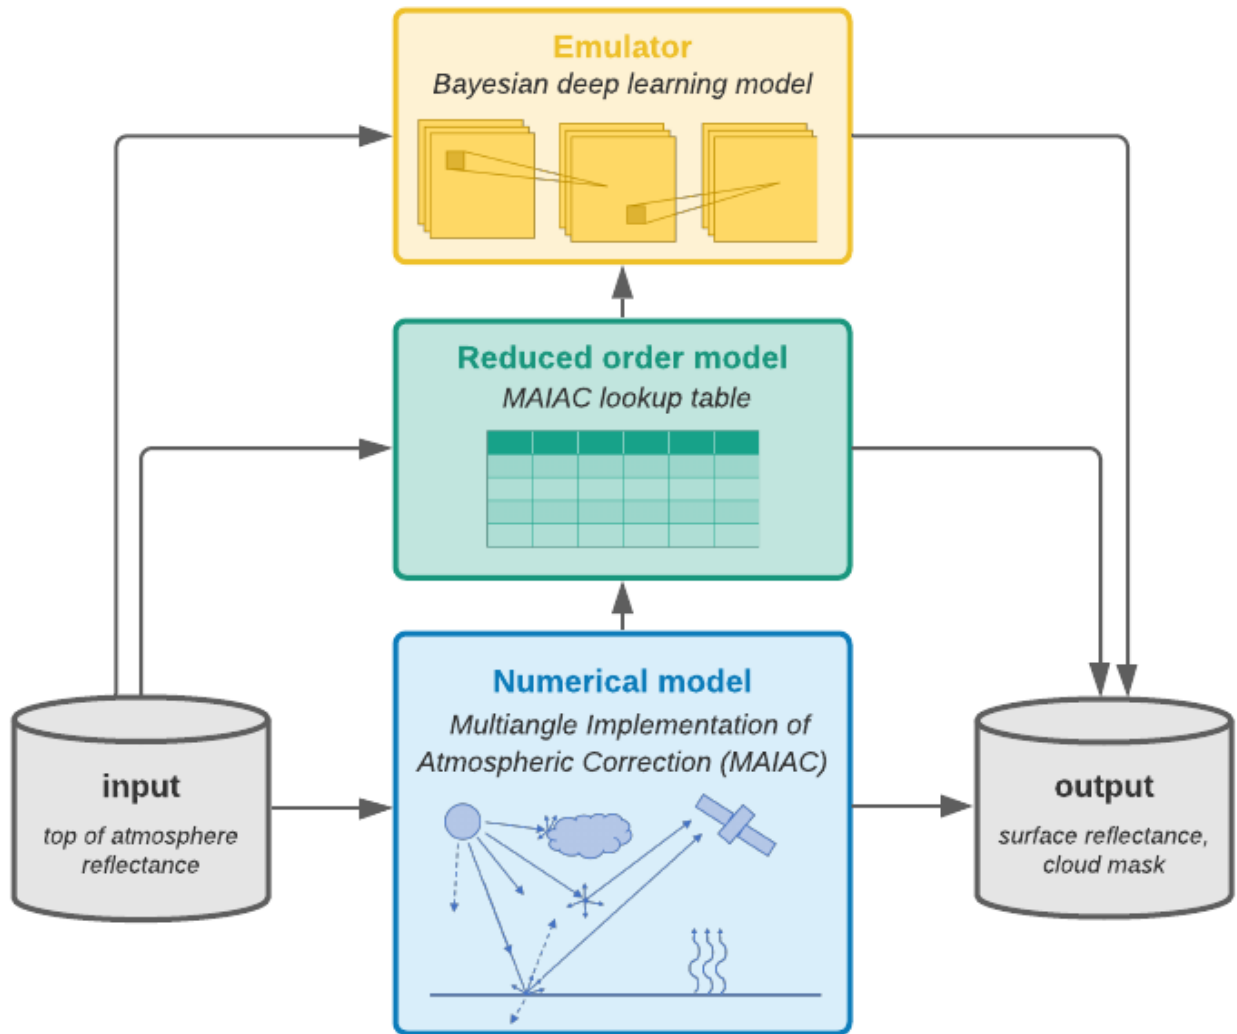 Emulator
Bayesian deep learning model
Reduced order model
MAIAC lookup table
Numerical model
Multiangle Implementation of
Atmospheric Correction (MAIAC)
input
top of atmosphere
reflectance
output
surface reflectance,
cloud mask